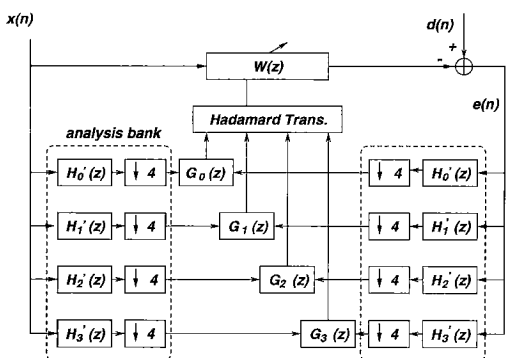 x(n)
d(n)
+
W(z)
-
e(n)
Hadamard Trans.
analysis bank
H₀'(z) ↓ 4 G₀(z) ↓ 4 H₀'(z)
H₁'(z) ↓ 4 G₁(z) ↓ 4 H₁'(z)
H₂'(z) ↓ 4 G₂(z) ↓ 4 H₂'(z)
H₃'(z) ↓ 4 G₃(z) ↓ 4 H₃'(z)